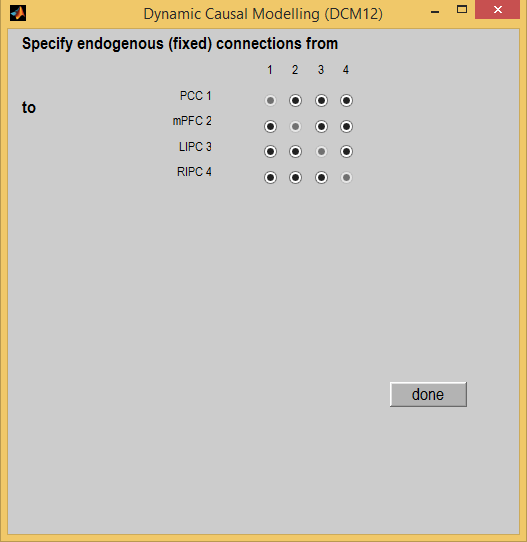 Dynamic Causal Modelling (DCM12)
Specify endogenous (fixed) connections from
1 2 3 4
PCC 1
to
mPFC 2
LIPC 3
RIPC 4
done